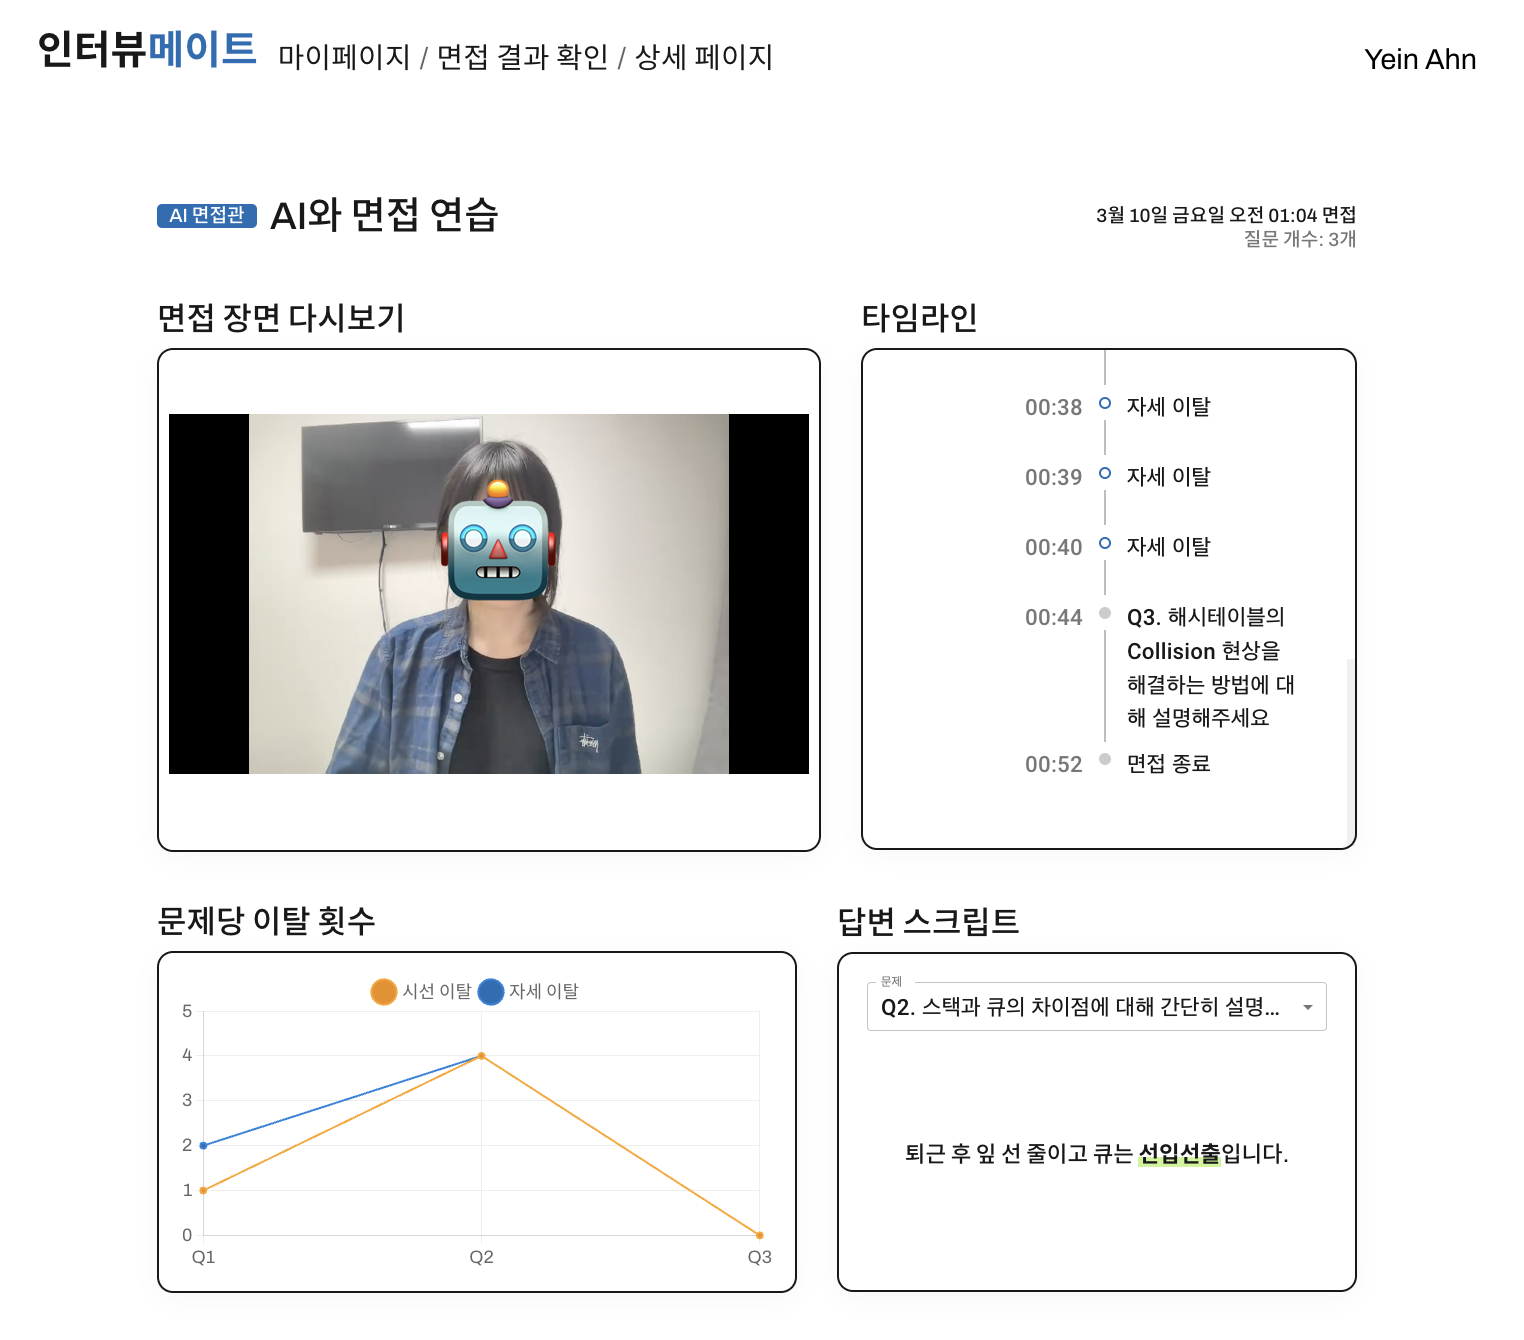 인터뷰메이트 마이페이지 / 면접 결과 확인 / 상세 페이지
Yein Ahn
AI 면접관 AI와 면접 연습
3월 10일 금요일 오전 01:04 면접
질문 개수: 3개
면접 장면 다시보기
타임라인
00:38 자세 이탈
00:39 자세 이탈
00:40 자세 이탈
00:44 Q3. 해시테이블의
Collision 현상을
해결하는 방법에 대
해 설명해주세요
00:52 면접 종료
문제당 이탈 횟수
시선 이탈 자세 이탈
5
4
3
2
1
0
Q1 Q2 Q3
답변 스크립트
문제
Q2. 스택과 큐의 차이점에 대해 간단히 설명...
퇴근 후 잎 선 줄이고 큐는 선입선출입니다.